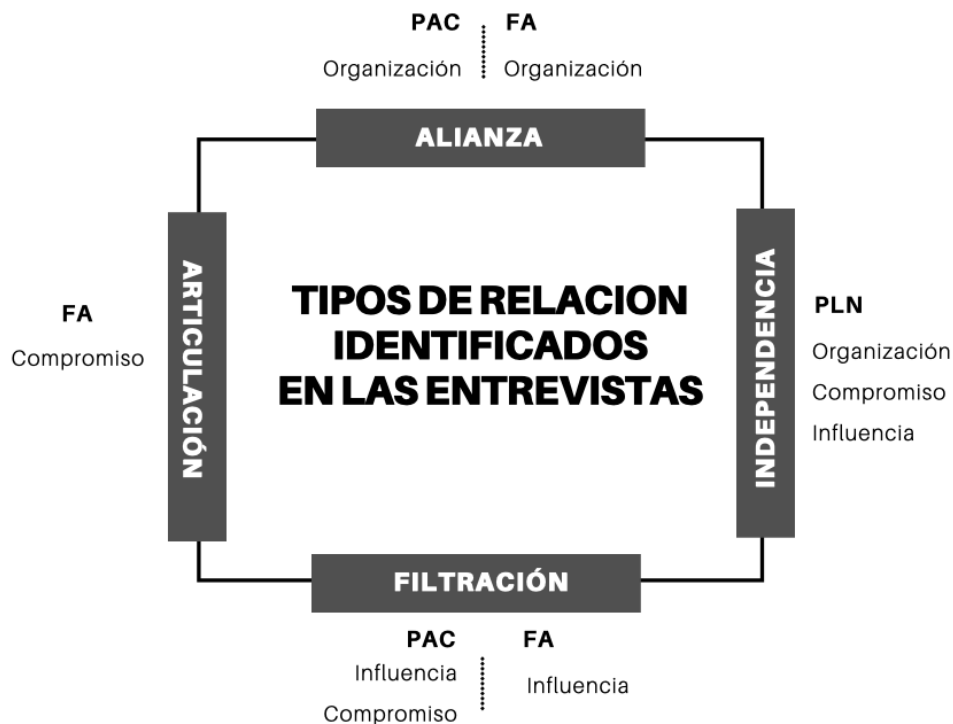 PAC FA
Organización Organización
ALIANZA
ARTICULACIÓN
FA
Compromiso
TIPOS DE RELACION
IDENTIFICADOS
EN LAS ENTREVISTAS
INDEPENDENCIA
PLN
Organización
Compromiso
Influencia
FILTRACIÓN
PAC FA
Influencia Influencia
Compromiso